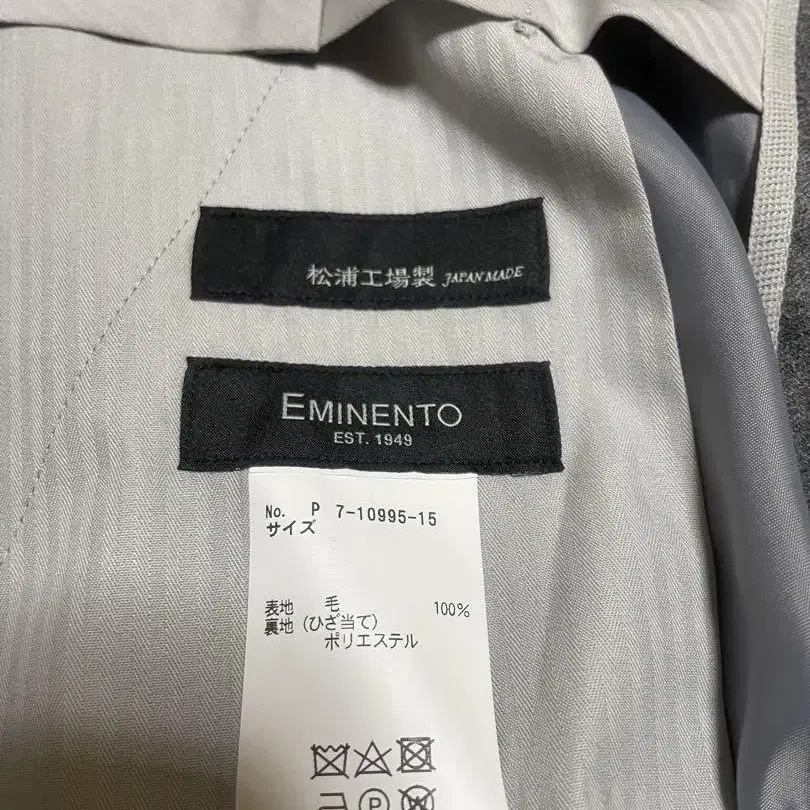 松浦工場製 JAPAN MADE
EMINENTO
EST. 1949
No. P 7-10995-15
サイズ
表地 毛 100%
裏地 (ひざ当て)
ポリエステル
P